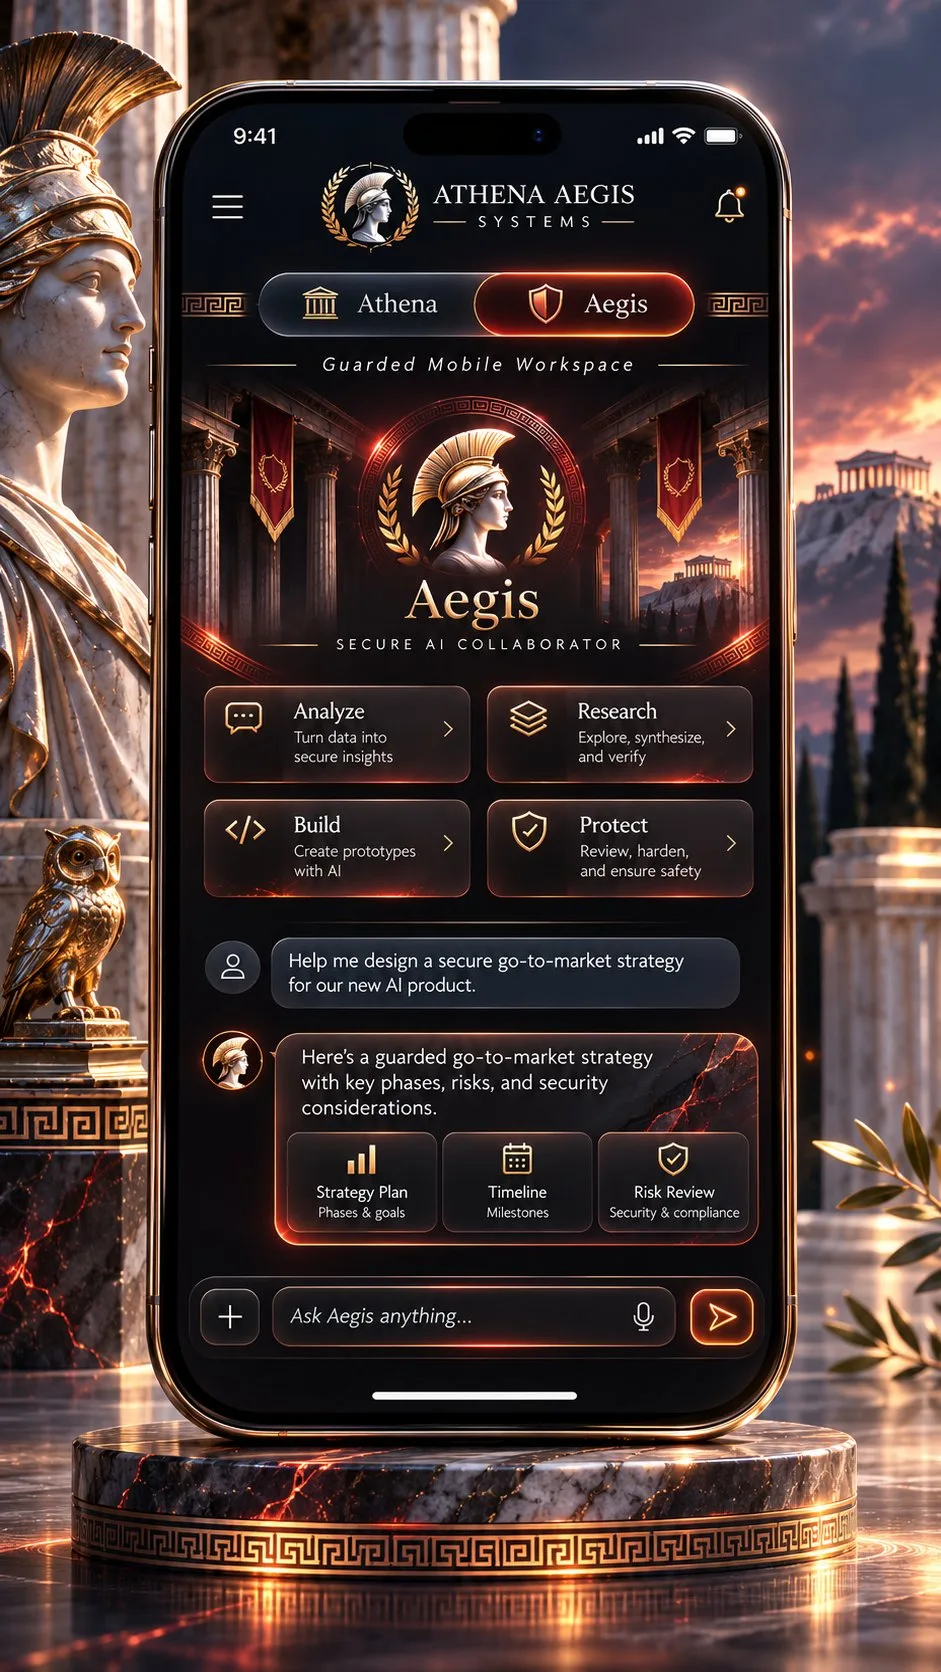 9:41
ATHENA AEGIS
SYSTEMS
Athena
Aegis
Guarded Mobile Workspace
Aegis
SECURE AI COLLABORATOR
Analyze
Turn data into
secure insights
Research
Explore, synthesize,
and verify
Build
Create prototypes
with AI
Protect
Review, harden,
and ensure safety
Help me design a secure go-to-market strategy
for our new AI product.
Here's a guarded go-to-market strategy
with key phases, risks, and security
considerations.
Strategy Plan
Phases & goals
Timeline
Milestones
Risk Review
Security & compliance
Ask Aegis anything...